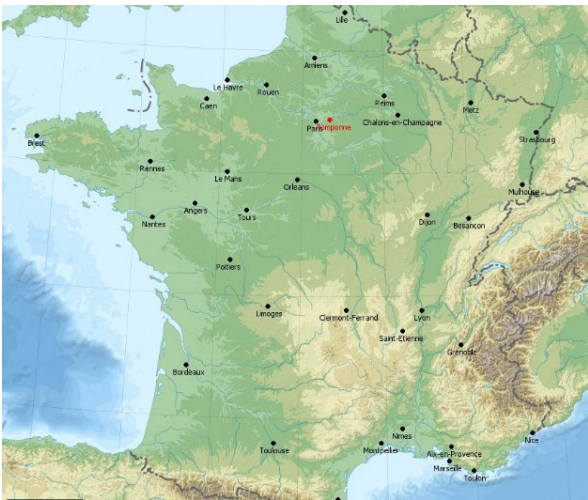 Lille
Amiens
Le Havre
Rouen
Caen
Reims
Metz
Paris
Pomponne
Chalons-en-Champagne
Strasbourg
Brest
Rennes
Le Mans
Orleans
Mulhouse
Angers
Tours
Nantes
Dijon
Besancon
Poitiers
Limoges
Clermont-Ferrand
Lyon
Saint-Etienne
Grenoble
Bordeaux
Nimes
Nice
Toulouse
Montpellier
Aix-en-Provence
Marseille
Toulon